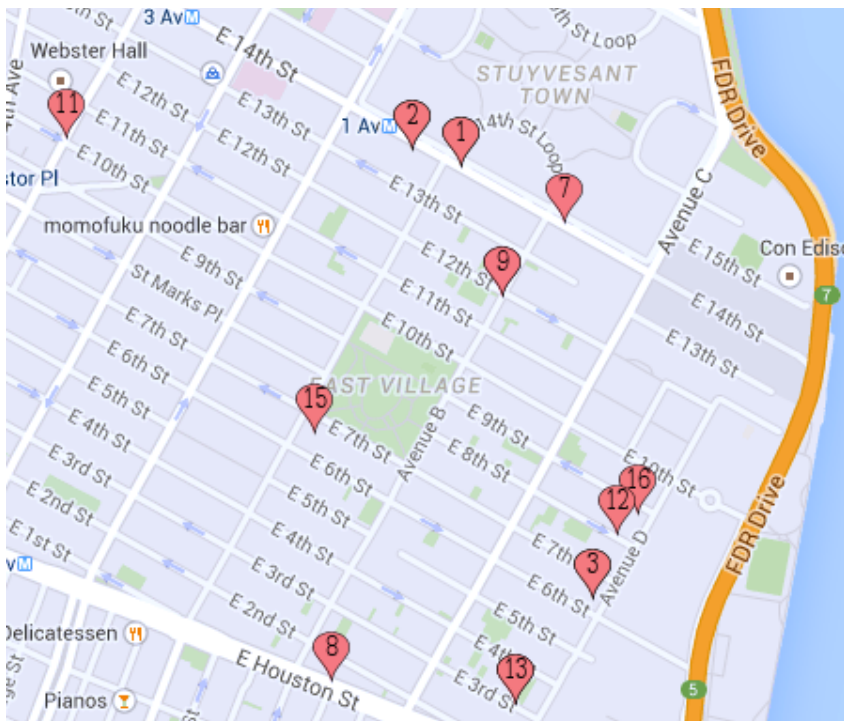 3 Av M
Webster Hall
E 14th St
th St Loop
STUYVESANT
TOWN
FDR Drive
4th Ave
11
E 12th St
E 13th St
2
1 Av M
1
14th St Loop
E 11th St
E 12th St
E 10th St
stor Pl
E 13th St
7
Avenue C
momofuku noodle bar
E 12th St
9
E 15th St
Con Ediso
E 9th St
St Marks Pl
E 11th St
7
E 14th St
E 10th St
E 13th St
E 7th St
E 6th St
E 5th St
EAST VILLAGE
15
E 4th St
E 7th St
Avenue B
E 9th St
E 3rd St
E 6th St
E 8th St
E 10th St
E 2nd St
E 5th St
16
12
E 1st St
E 4th St
E 7th
FDR Drive
Av M
E 3rd St
3
Avenue D
E 6th St
E 2nd St
E 5th St
Delicatessen
8
E 4th St
13
E Houston St
E 3rd St
5
Pianos
ge St